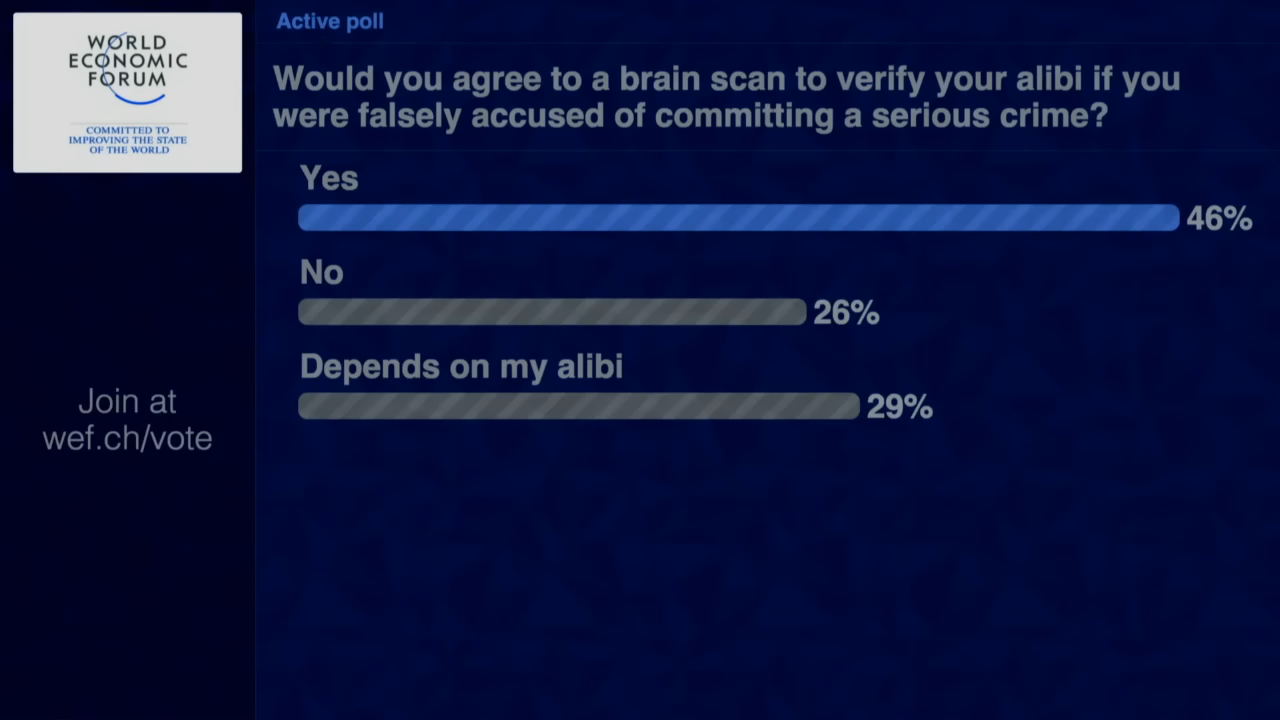 WORLD
ECONOMIC
FORUM
COMMITTED TO
IMPROVING THE STATE
OF THE WORLD
Join at
wef.ch/vote
Active poll
Would you agree to a brain scan to verify your alibi if you
were falsely accused of committing a serious crime?
Yes
46%
No
26%
Depends on my alibi
29%